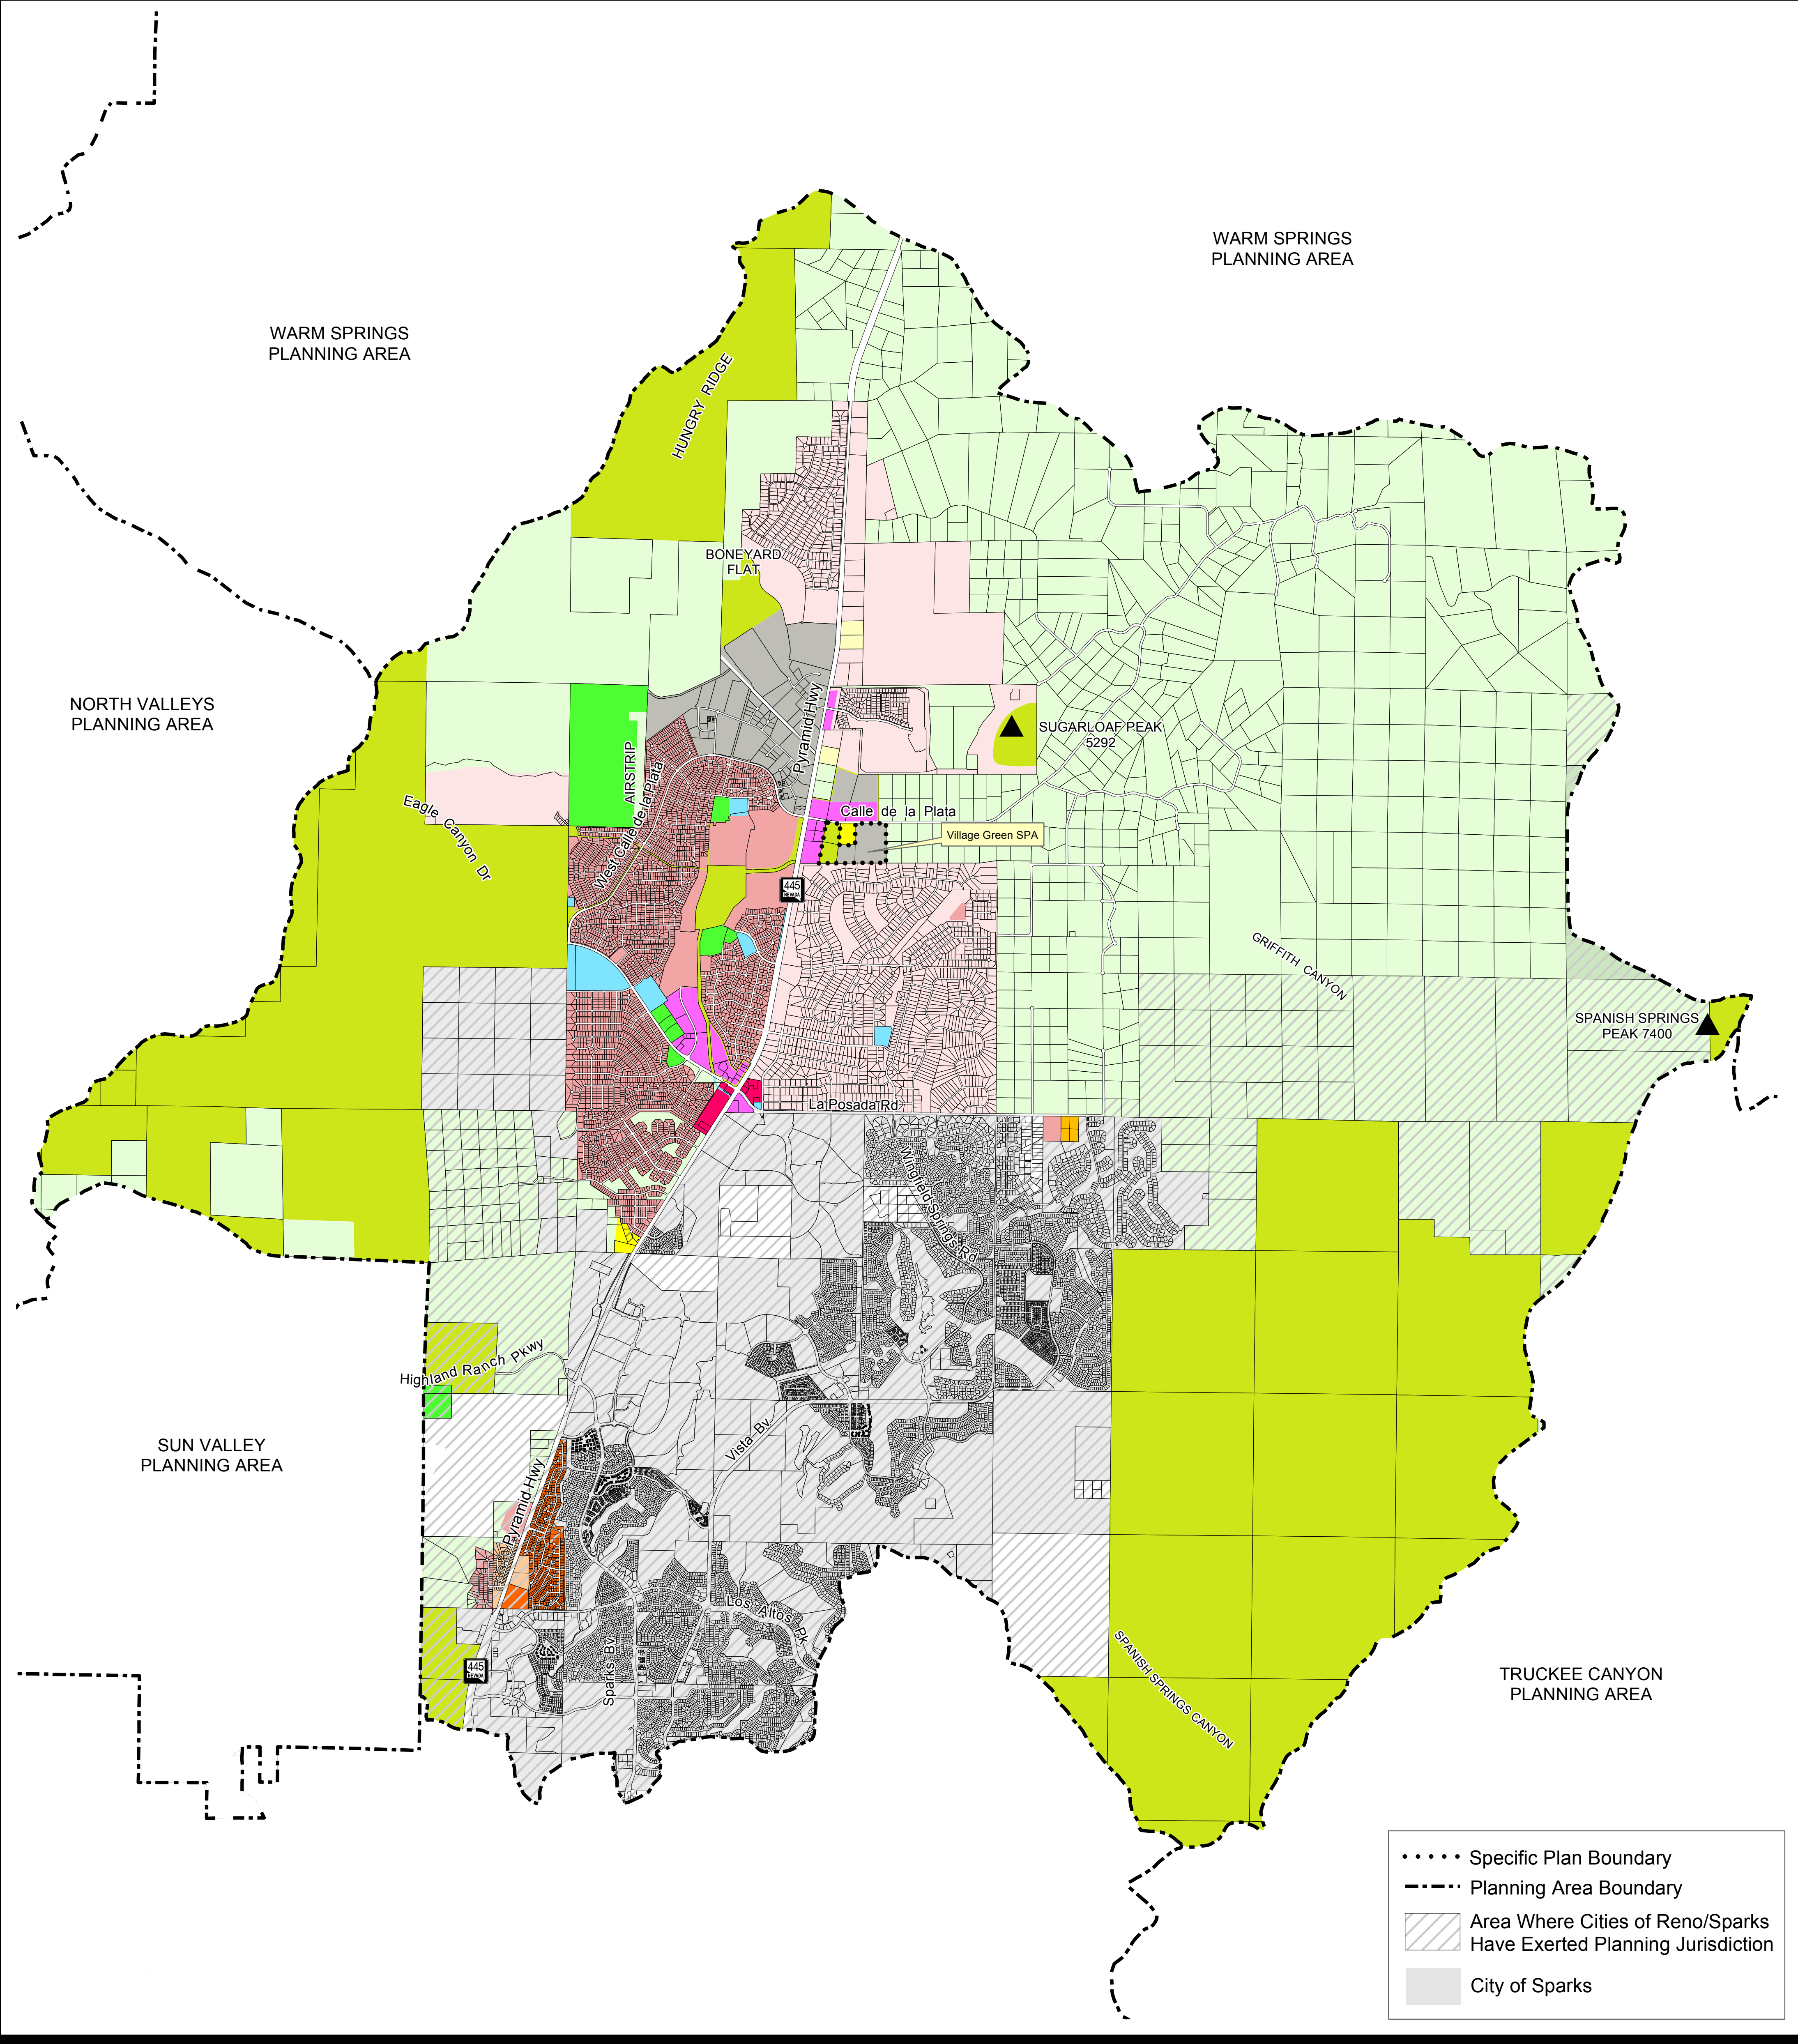 WARM SPRINGS
PLANNING AREA
WARM SPRINGS
PLANNING AREA
HUNGRY RIDGE
BONEYARD
FLAT
NORTH VALLEYS
PLANNING AREA
Pyramid Hwy
SUGARLOAF PEAK
5292
AIRSTRIP
West Calle de la Plata
Eagle Canyon Dr
Calle de la Plata
Village Green SPA
445
NEVADA
GRIFFITH CANYON
SPANISH SPRINGS
PEAK 7400
La Posada Rd
Wingfield Springs Rd
Highland Ranch Pkwy
SUN VALLEY
PLANNING AREA
Vista Bv
Pyramid Hwy
Los Altos Pk
Sparks Bv
445
NEVADA
SPANISH SPRINGS CANYON
TRUCKEE CANYON
PLANNING AREA
Specific Plan Boundary
Planning Area Boundary
Area Where Cities of Reno/Sparks
Have Exerted Planning Jurisdiction
City of Sparks